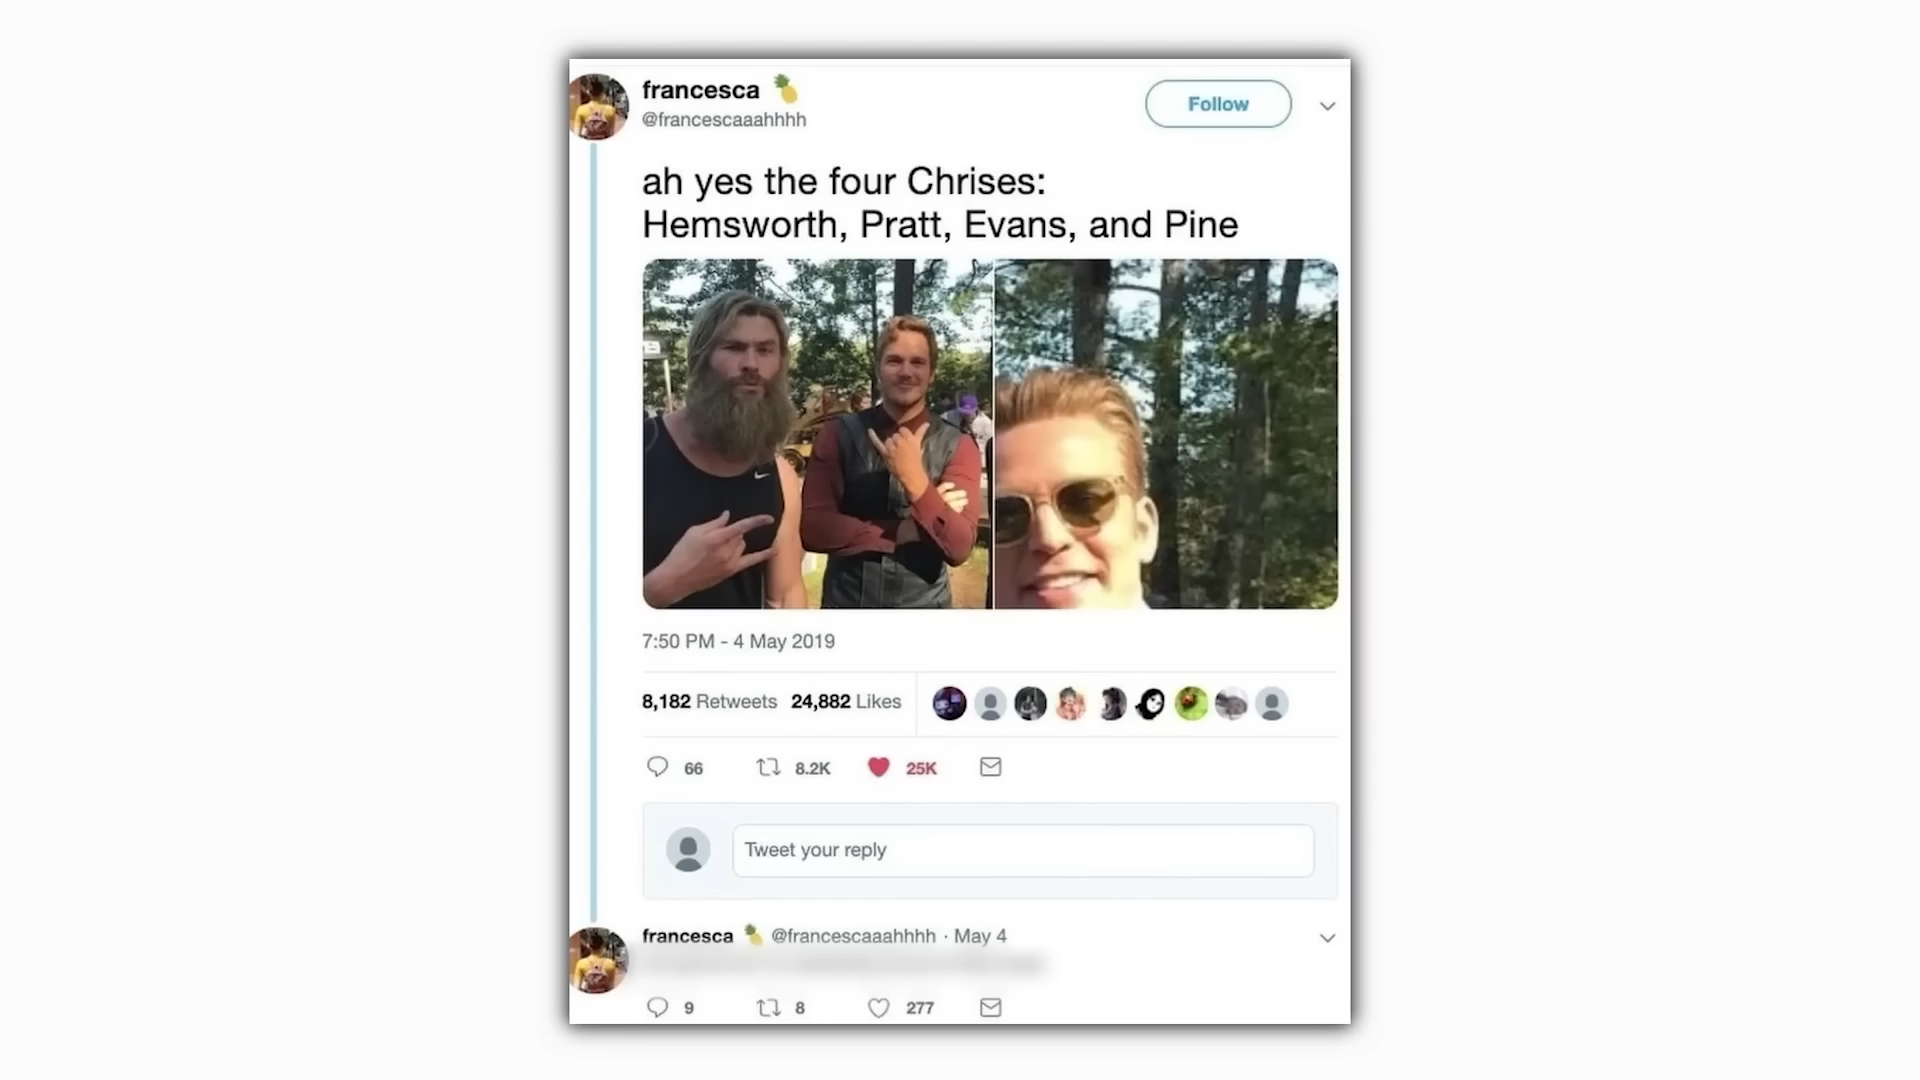 francesca 🍍
@francescaaahhhh
Follow
ah yes the four Chrises:
Hemsworth, Pratt, Evans, and Pine
7:50 PM - 4 May 2019
8,182 Retweets 24,882 Likes
66 8.2K 25K
Tweet your reply
francesca 🍍 @francescaaahhhh · May 4
9 8 277